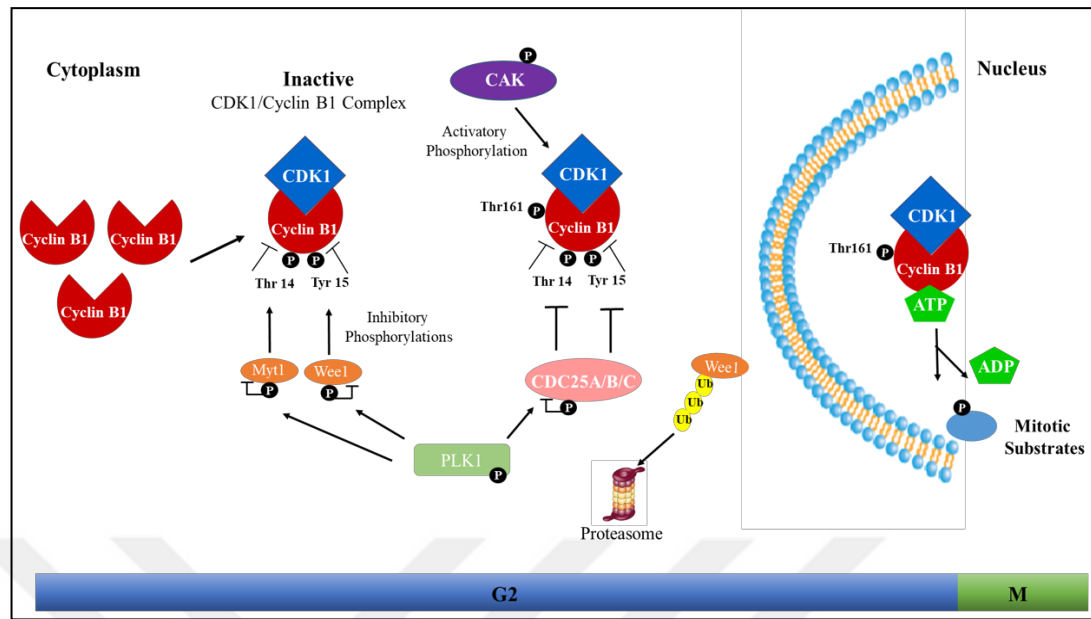 Cytoplasm
Inactive
CDK1/Cyclin B1 Complex
P
CAK
Nucleus
Activatory
Phosphorylation
CDK1
Cyclin B1
P
P
Thr 14
Tyr 15
Cyclin B1
Cyclin B1
Cyclin B1
Inhibitory
Phosphorylations
Myt1
P
Wee1
P
Thr161
P
CDK1
Cyclin B1
P
P
Thr 14
Tyr 15
CDC25A/B/C
P
PLK1
P
Wee1
Ub
Ub
Ub
Proteasome
CDK1
Thr161
P
Cyclin B1
ATP
ADP
P
Mitotic
Substrates
G2
M